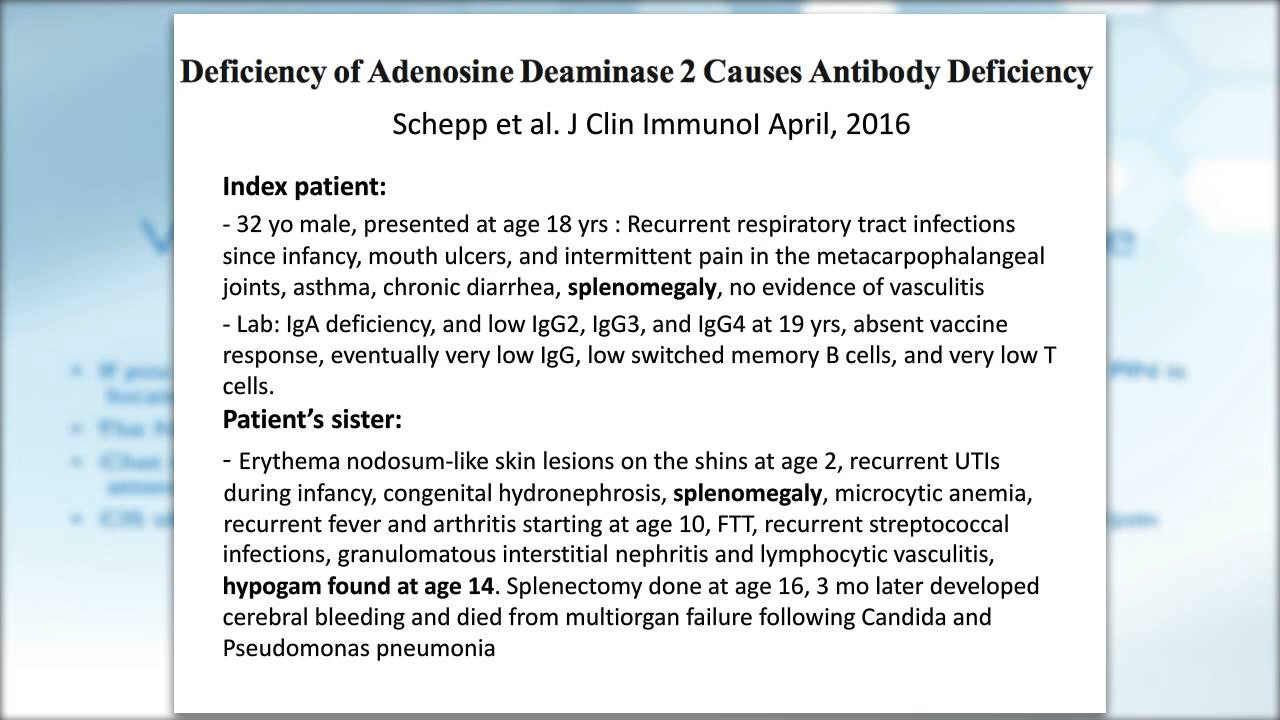 Deficiency of Adenosine Deaminase 2 Causes Antibody Deficiency
Schepp et al. J Clin Immunol April, 2016
Index patient:
- 32 yo male, presented at age 18 yrs : Recurrent respiratory tract infections
since infancy, mouth ulcers, and intermittent pain in the metacarpophalangeal
joints, asthma, chronic diarrhea, splenomegaly, no evidence of vasculitis
- Lab: IgA deficiency, and low IgG2, IgG3, and IgG4 at 19 yrs, absent vaccine
response, eventually very low IgG, low switched memory B cells, and very low T
cells.
Patient’s sister:
- Erythema nodosum-like skin lesions on the shins at age 2, recurrent UTIs
during infancy, congenital hydronephrosis, splenomegaly, microcytic anemia,
recurrent fever and arthritis starting at age 10, FTT, recurrent streptococcal
infections, granulomatous interstitial nephritis and lymphocytic vasculitis,
hypogam found at age 14. Splenectomy done at age 16, 3 mo later developed
cerebral bleeding and died from multiorgan failure following Candida and
Pseudomonas pneumonia